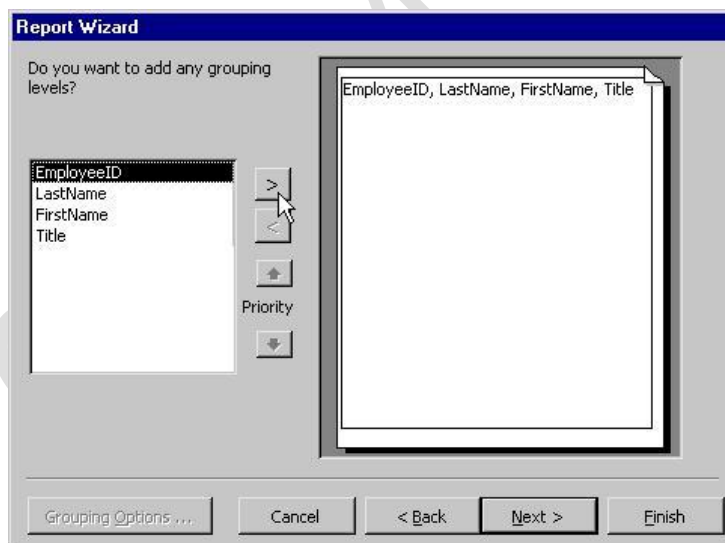 Report Wizard
Do you want to add any grouping
levels?
EmployeeID
LastName
FirstName
Title
>
<
Priority
EmployeeID, LastName, FirstName, Title
Grouping Options ...
Cancel
< Back
Next >
Finish